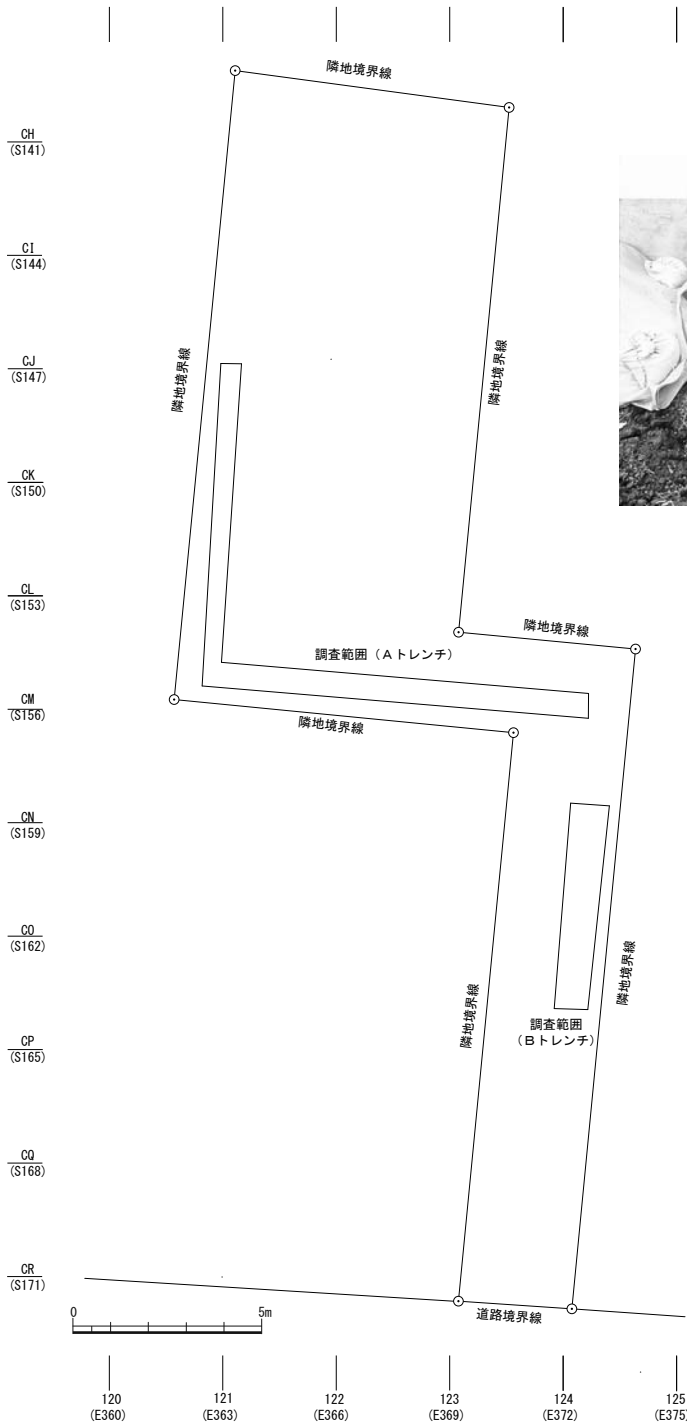 隣地境界線
CH
(S141)
CI
(S144)
隣地境界線
隣地境界線
CJ
(S147)
CK
(S150)
CL
(S153)
隣地境界線
調査範囲（Aトレンチ）
CM
(S156)
隣地境界線
CN
(S159)
CO
(S162)
隣地境界線
隣地境界線
調査範囲
（Bトレンチ）
CP
(S165)
CQ
(S168)
CR
(S171)
0 5m
道路境界線
120 121 122 123 124 125
(E360) (E363) (E366) (E369) (E372) (E375)